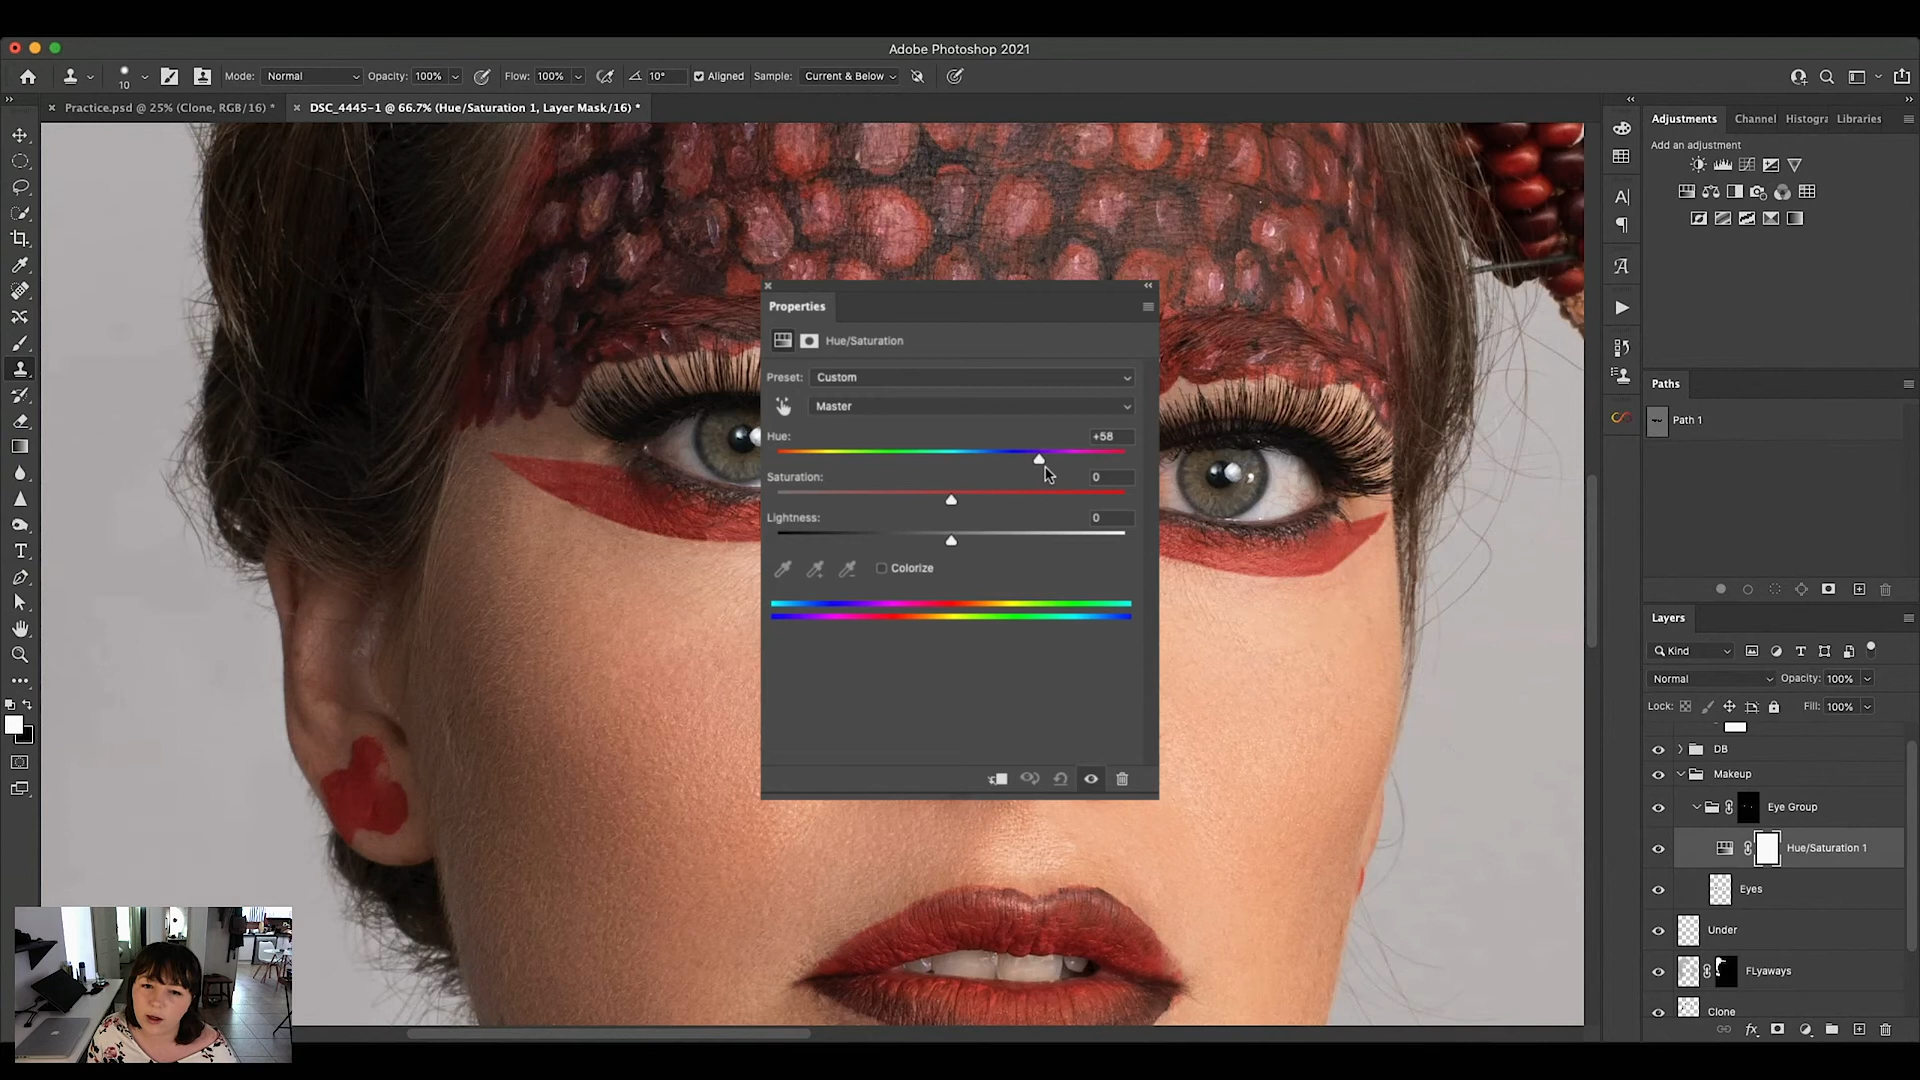 Adobe Photoshop 2021
10
Mode: Normal
Opacity: 100%
Flow: 100%
10°
Aligned
Sample: Current & Below
Practice.psd @ 25% (Clone, RGB/16) *
DSC_4445-1 @ 66.7% (Hue/Saturation 1, Layer Mask/16) *
Adjustments
Channel
Histogra
Libraries
Add an adjustment
Properties
Hue/Saturation
Preset: Custom
Master
Hue: +58
Saturation: 0
Lightness: 0
Colorize
Paths
Path 1
Layers
Kind
Normal
Opacity: 100%
Lock:
Fill: 100%
DB
Makeup
Eye Group
Hue/Saturation 1
Eyes
Under
FLyaways
Clone
fx